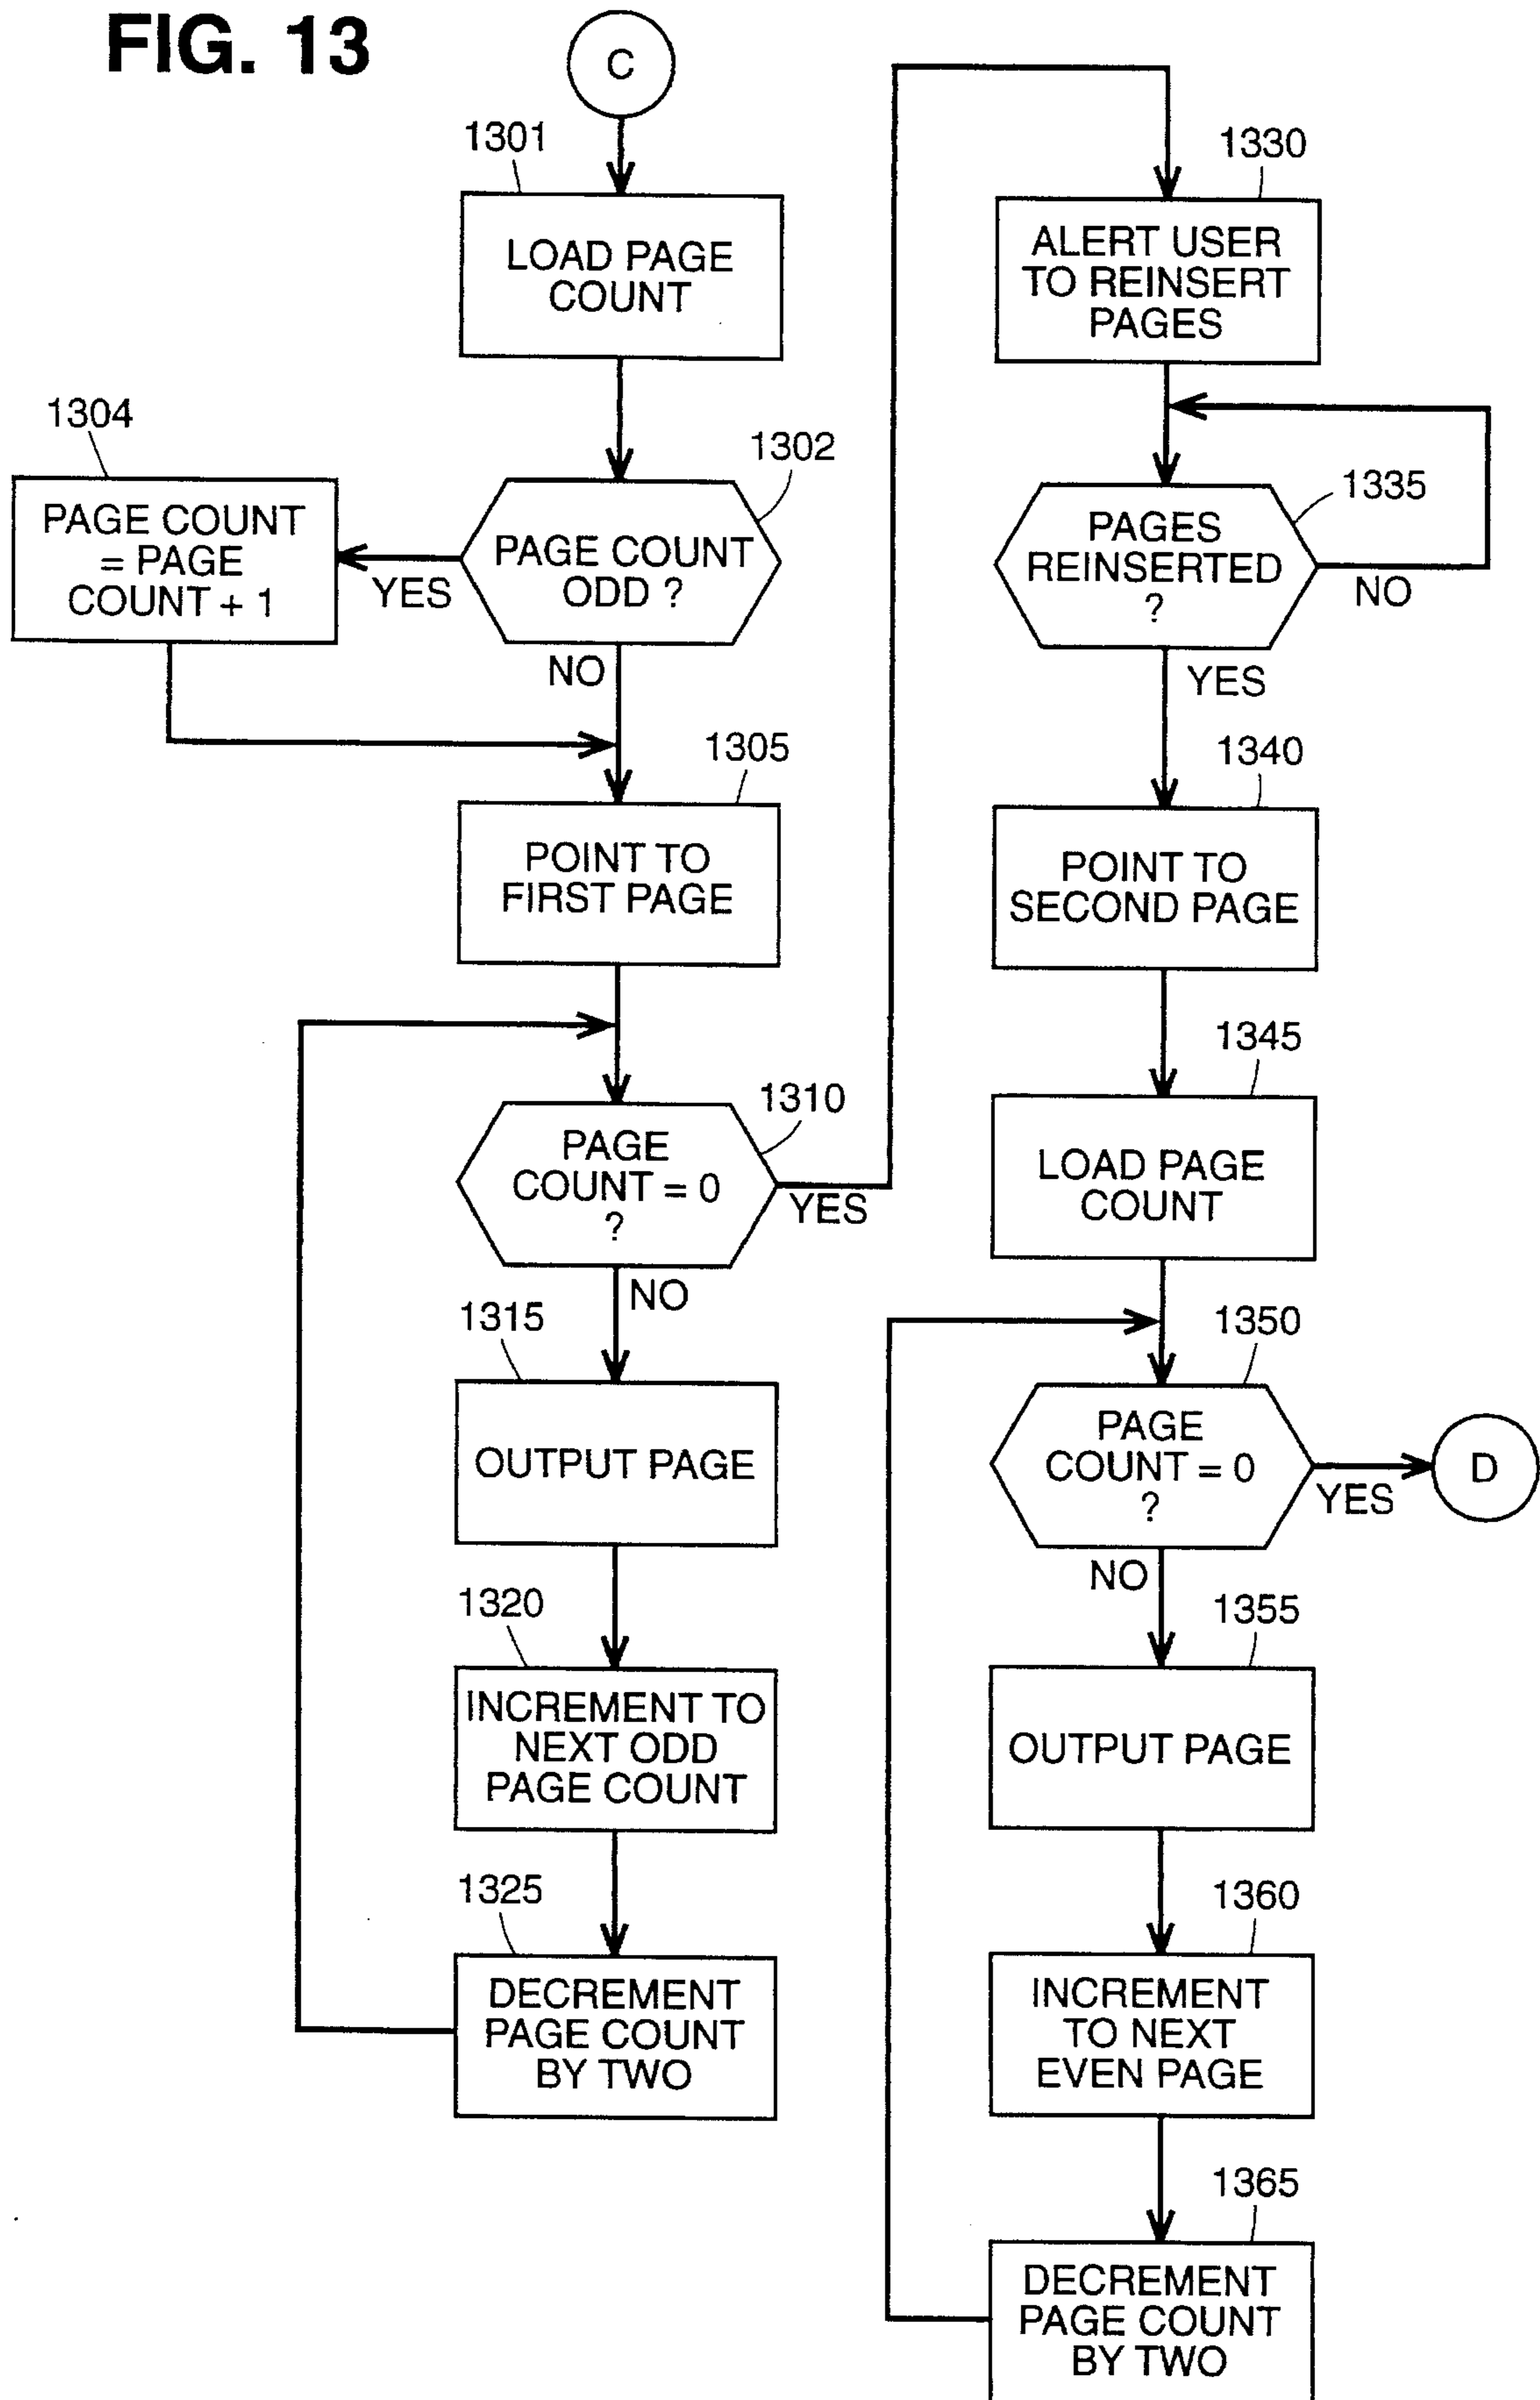 FIG. 13
C
1301
LOAD PAGE
COUNT
1302
PAGE COUNT
ODD ?
YES
NO
1304
PAGE COUNT
= PAGE
COUNT + 1
1305
POINT TO
FIRST PAGE
1310
PAGE
COUNT = 0
?
YES
NO
1315
OUTPUT PAGE
1320
INCREMENT TO
NEXT ODD
PAGE COUNT
1325
DECREMENT
PAGE COUNT
BY TWO
1330
ALERT USER
TO REINSERT
PAGES
1335
PAGES
REINSERTED
?
NO
YES
1340
POINT TO
SECOND PAGE
1345
LOAD PAGE
COUNT
1350
PAGE
COUNT = 0
?
YES
D
NO
1355
OUTPUT PAGE
1360
INCREMENT
TO NEXT
EVEN PAGE
1365
DECREMENT
PAGE COUNT
BY TWO